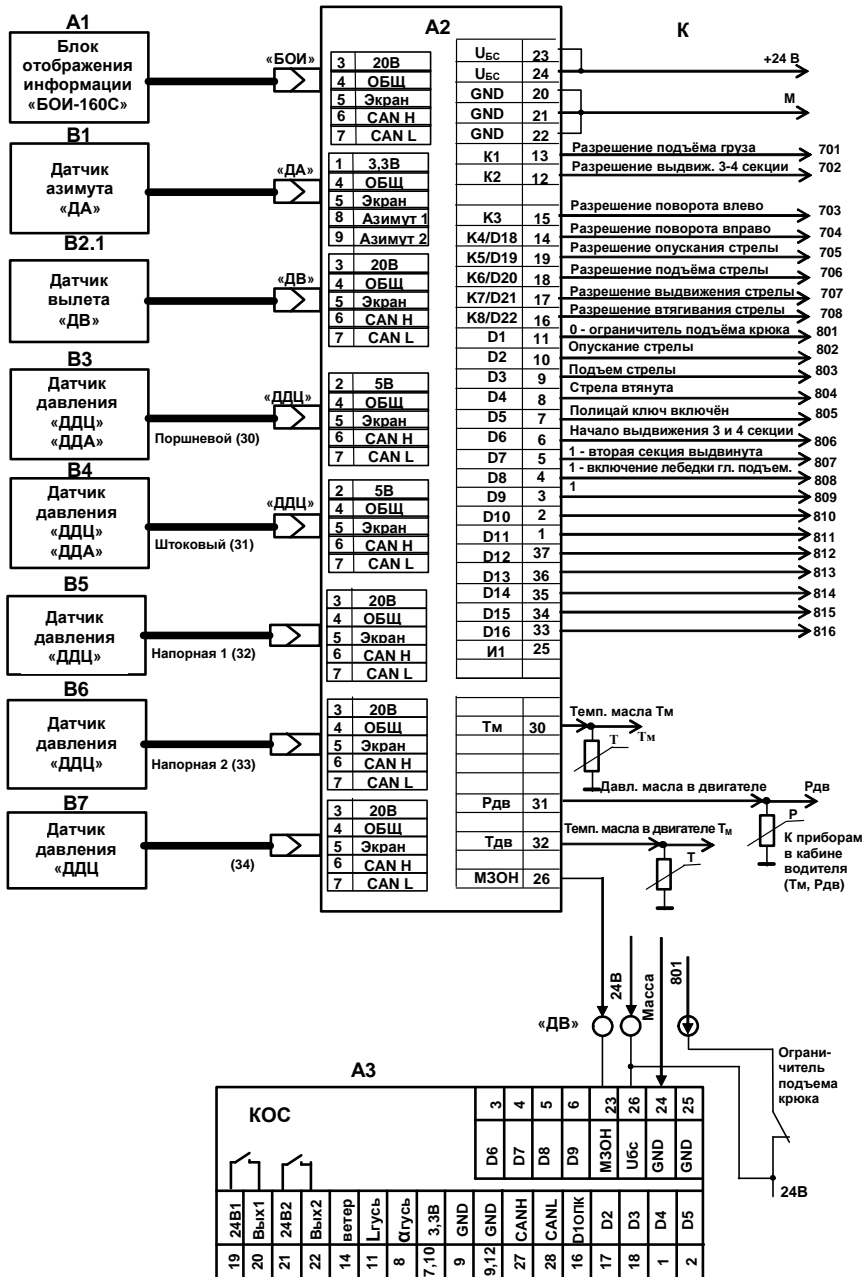 А1
Блок
отображения
информации
«БОИ-160С»
«БОИ»
В1
Датчик
азимута
«ДА»
«ДА»
В2.1
Датчик
вылета
«ДВ»
«ДВ»
В3
Датчик
давления
«ДДЦ»
«ДДА»
«ДДЦ»
Поршневой (30)
В4
Датчик
давления
«ДДЦ»
«ДДА»
«ДДЦ»
Штоковый (31)
В5
Датчик
давления
«ДДЦ»
Напорная 1 (32)
В6
Датчик
давления
«ДДЦ»
Напорная 2 (33)
В7
Датчик
давления
«ДДЦ
(34)
А2
3 20В
4 ОБЩ
5 Экран
6 CAN H
7 CAN L
1 3,3В
4 ОБЩ
5 Экран
8 Азимут 1
9 Азимут 2
3 20В
4 ОБЩ
5 Экран
6 CAN H
7 CAN L
2 5В
4 ОБЩ
5 Экран
6 CAN H
7 CAN L
2 5В
4 ОБЩ
5 Экран
6 CAN H
7 CAN L
3 20В
4 ОБЩ
5 Экран
6 CAN H
7 CAN L
3 20В
4 ОБЩ
5 Экран
6 CAN H
7 CAN L
3 20В
4 ОБЩ
5 Экран
6 CAN H
7 CAN L
К
UБС 23
UБС 24 +24 В
GND 20
GND 21 М
GND 22
К1 13 Разрешение подъёма груза 701
К2 12 Разрешение выдвиж. 3-4 секции 702
К3 15 Разрешение поворота влево 703
К4/D18 14 Разрешение поворота вправо 704
К5/D19 19 Разрешение опускания стрелы 705
К6/D20 18 Разрешение подъёма стрелы 706
К7/D21 17 Разрешение выдвижения стрелы 707
К8/D22 16 Разрешение втягивания стрелы 708
D1 11 0 - ограничитель подъёма крюка 801
D2 10 Опускание стрелы 802
D3 9 Подъем стрелы 803
D4 8 Стрела втянута 804
D5 7 Полицай ключ включён 805
D6 6 Начало выдвижения 3 и 4 секции 806
D7 5 1 - вторая секция выдвинута 807
D8 4 1 - включение лебедки гл. подъем. 808
D9 3 1 809
D10 2 810
D11 1 811
D12 37 812
D13 36 813
D14 35 814
D15 34 815
D16 33 816
И1 25
Тм 30 Темп. масла Тм
Т Тм
Рдв 31 Давл. масла в двигателе Рдв
Р
Тдв 32 Темп. масла в двигателе ТМ
Т
К приборам
в кабине
водителя
(Тм, Рдв)
МЗОН 26
«ДВ»
24В
Масса
801
Ограни-
читель
подъема
крюка
24В
А3
КОС
3 4 5 6 23 26 24 25
D6 D7 D8 D9 МЗОН Uбс GND GND
24В1 Вых1 24В2 Вых2 ветер Lгусь αгусь 3,3В GND GND CANH CANL D1ОПК D2 D3 D4 D5
19 20 21 22 14 11 8 7,10 9 9,12 27 28 16 17 18 1 2